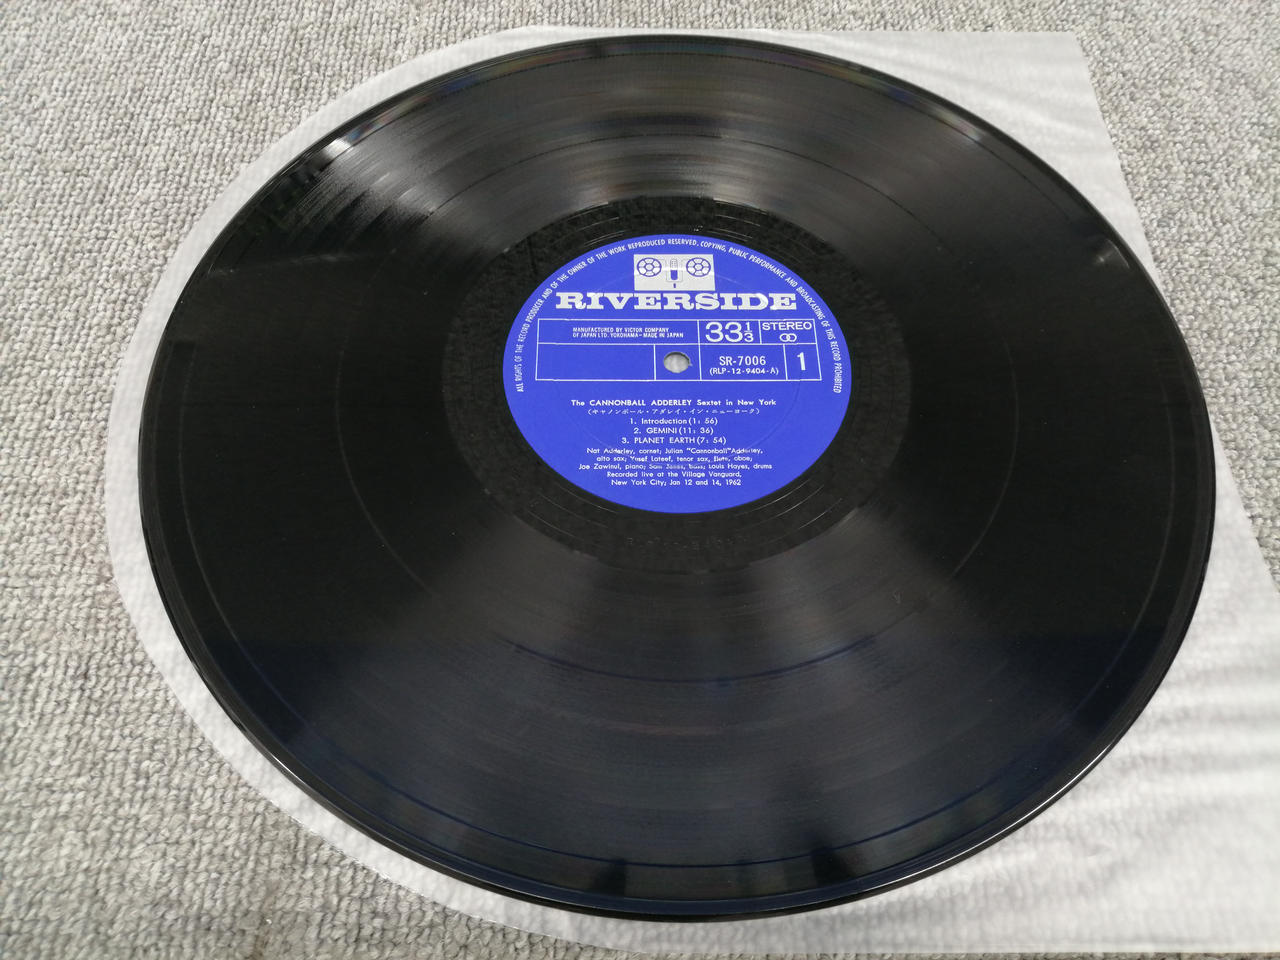 ALL RIGHTS OF THE RECORD PRODUCER AND OF THE OWNER OF THE WORK REPRODUCED RESERVED, COPYING, PUBLIC PERFORMANCE AND BROADCASTING OF THIS RECORD PROHIBITED
RIVERSIDE
MANUFACTURED BY VICTOR COMPANY
OF JAPAN LTD. YOKOHAMA–MADE IN JAPAN
33 1/3
STEREO
SR-7006
(RLP-12-9404-A)
1
The CANNONBALL ADDERLEY Sextet in New York
(キャノンボール・アダレイ・イン・ニューヨーク)
1. Introduction (1: 56)
2. GEMINI (11: 36)
3. PLANET EARTH (7: 54)
Nat Adderley, cornet; Julian "Cannonball" Adderley,
alto sax; Yusef Lateef, tenor sax, flute, oboe;
Joe Zawinul, piano; Sam Jones, bass; Louis Hayes, drums
Recorded live at the Village Vanguard,
New York City; Jan 12 and 14, 1962